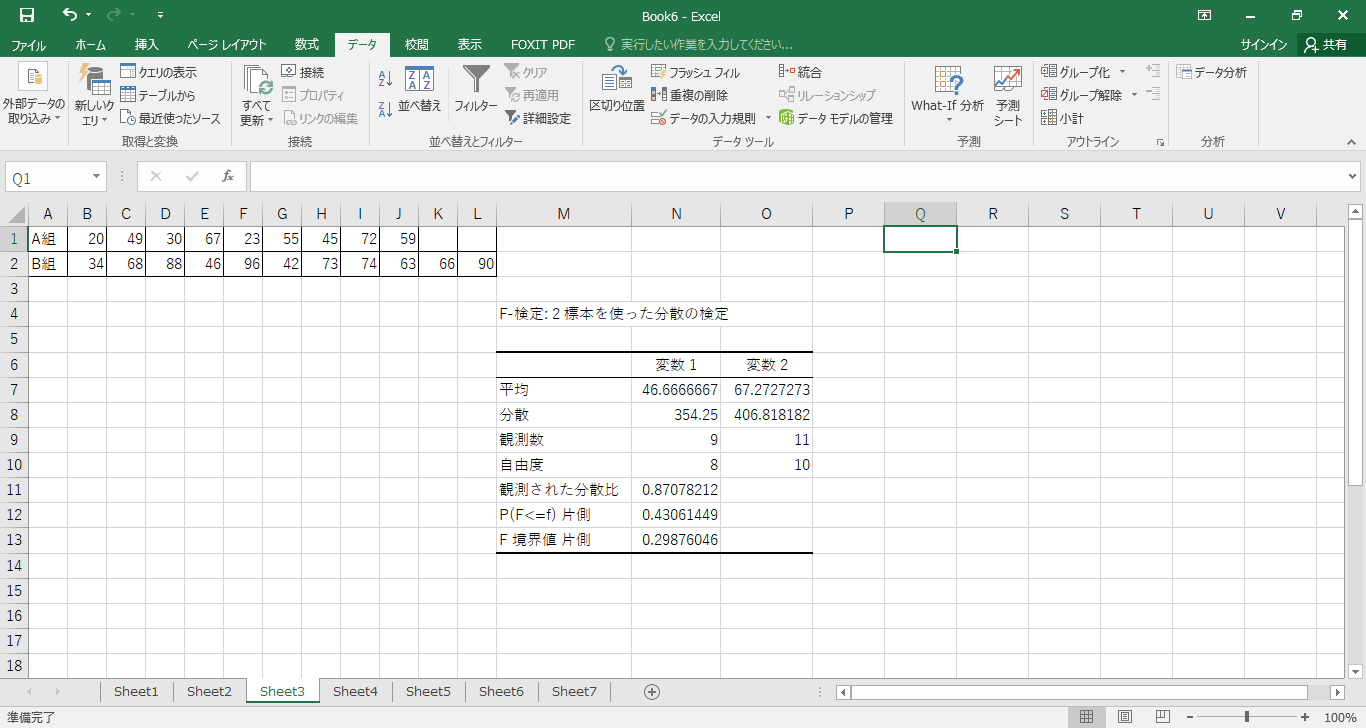 Book6 - Excel
ファイル ホーム 挿入 ページ レイアウト 数式 データ 校閲 表示 FOXIT PDF 実行したい作業を入力してください... サインイン 共有
外部データの取り込み
新しいクエリ
クエリの表示
テーブルから
最近使ったソース
取得と変換
すべて更新
接続
プロパティ
リンクの編集
接続
並べ替え
フィルター
クリア
再適用
詳細設定
並べ替えとフィルター
区切り位置
フラッシュ フィル
重複の削除
データの入力規則
統合
リレーションシップ
データ モデルの管理
データ ツール
What-If 分析
予測シート
予測
グループ化
グループ解除
小計
アウトライン
データ分析
分析
Q1 fx
A B C D E F G H I J K L M N O P Q R S T U V
1 A組 20 49 30 67 23 55 45 72 59
2 B組 34 68 88 46 96 42 73 74 63 66 90
3
4 F-検定: 2 標本を使った分散の検定
5
6 変数 1 変数 2
7 平均 46.6666667 67.2727273
8 分散 354.25 406.818182
9 観測数 9 11
10 自由度 8 10
11 観測された分散比 0.87078212
12 P(F<=f) 片側 0.43061449
13 F 境界値 片側 0.29876046
14
15
16
17
18
Sheet1 Sheet2 Sheet3 Sheet4 Sheet5 Sheet6 Sheet7
準備完了 100%